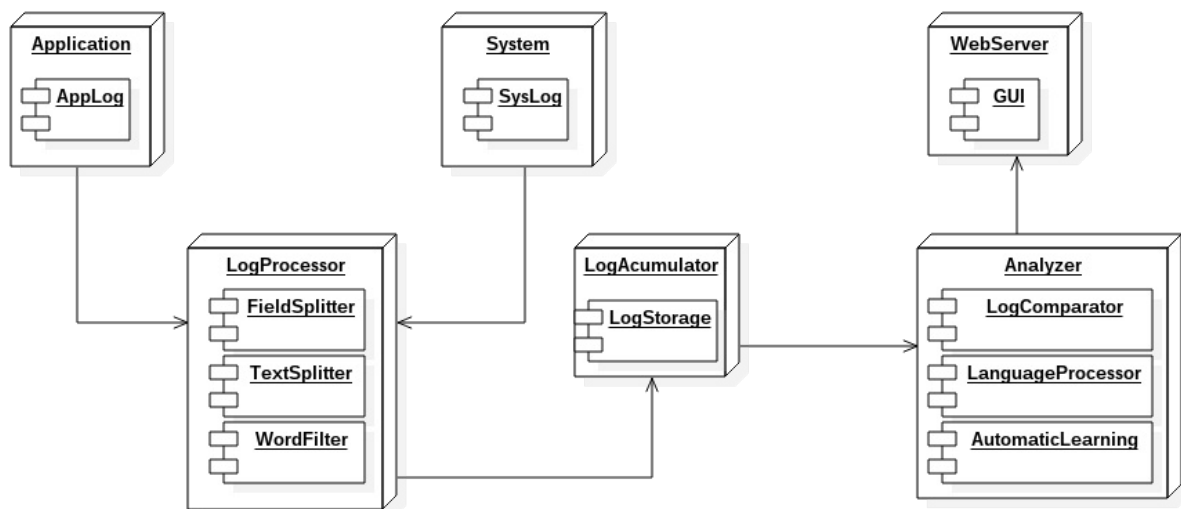 Application
AppLog
System
SysLog
WebServer
GUI
LogProcessor
FieldSplitter
TextSplitter
WordFilter
LogAcumulator
LogStorage
Analyzer
LogComparator
LanguageProcessor
AutomaticLearning